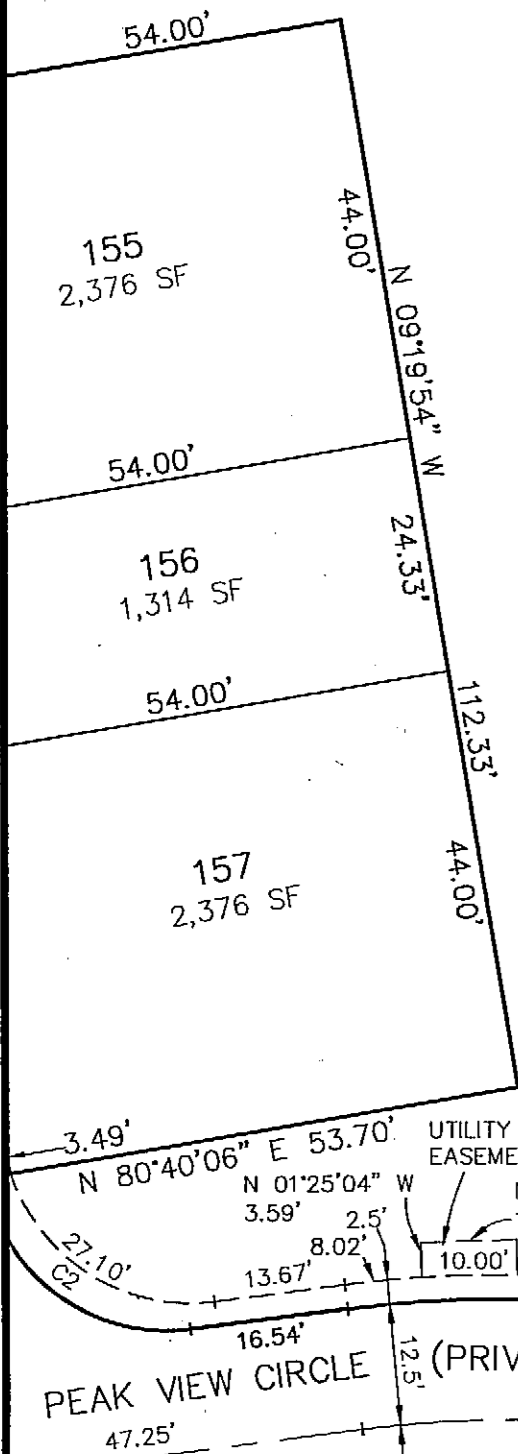 54.00'
155
2,376 SF
44.00'
N 09°19'54" W
54.00'
156
1,314 SF
24.33'
54.00'
112.33'
157
2,376 SF
44.00'
3.49'
N 80°40'06" E 53.70'
UTILITY
EASEME
N 01°25'04" W
3.59'
2.5'
8.02'
10.00'
27.10'
C2
13.67'
16.54'
12.5'
PEAK VIEW CIRCLE (PRIV
47.25'